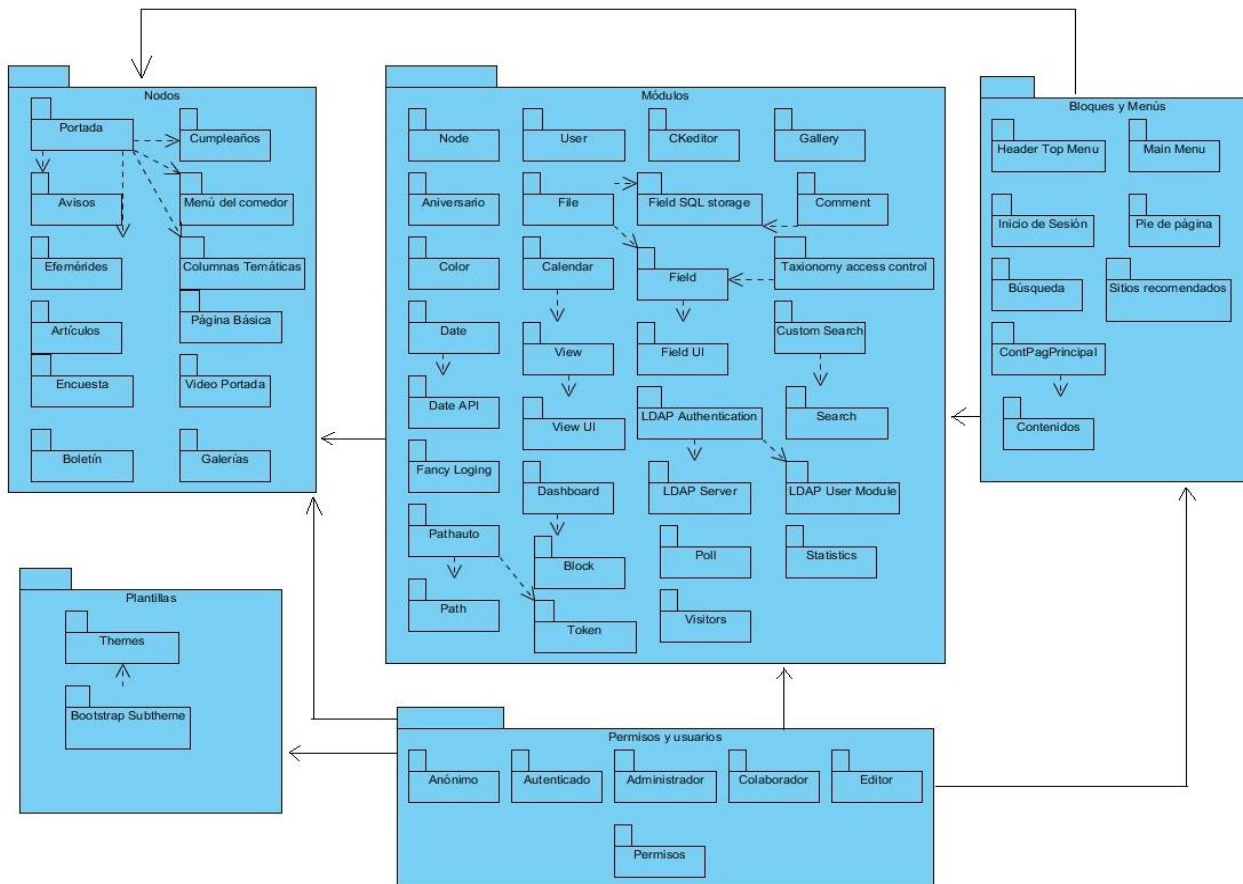 Nodos
Portada
Cumpleaños
Avisos
Menú del comedor
Efemérides
Columnas Temáticas
Artículos
Página Básica
Encuesta
Video Portada
Boletín
Galerías
Módulos
Node
User
CKeditor
Gallery
Aniversario
File
Field SQL storage
Comment
Color
Calendar
Field
Taxionomy access control
Date
View
Field UI
Custom Search
Date API
View UI
LDAP Authentication
Search
Fancy Loging
Dashboard
LDAP Server
LDAP User Module
Pathauto
Block
Poll
Statistics
Path
Token
Visitors
Bloques y Menús
Header Top Menu
Main Menu
Inicio de Sesión
Pie de página
Búsqueda
Sitios recomendados
ContPagPrincipal
Contenidos
Plantillas
Themes
Bootstrap Subtheme
Permisos y usuarios
Anónimo
Autenticado
Administrador
Colaborador
Editor
Permisos